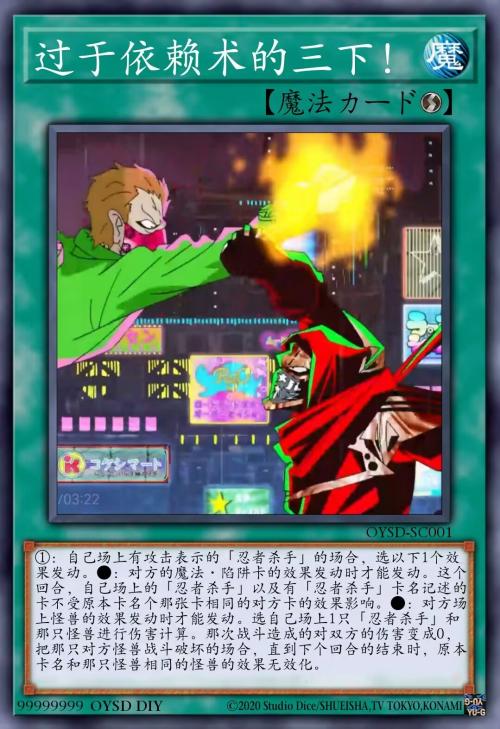 过于依赖术的三下!
魔
【魔法カード】
コケシマート
/03:22
OYSD-SC001
①：自己场上有攻击表示的「忍者杀手」的场合，选以下1个效
果发动。●：对方的魔法·陷阱卡的效果发动时才能发动。这个
回合，自己场上的「忍者杀手」以及有「忍者杀手」卡名记述的
卡不受原本卡名个那张卡相同的对方卡的效果影响。●：对方场
上怪兽的效果发动时才能发动。选自己场上1只「忍者杀手」和
那只怪兽进行伤害计算。那次战斗造成的对双方的伤害变成0，
把那只对方怪兽战斗破坏的场合，直到下个回合的结束时，原本
卡名和那只怪兽相同的怪兽的效果无效化。
99999999 OYSD DIY ©2020 Studio Dice/SHUEISHA,TV TOKYO,KONAMI